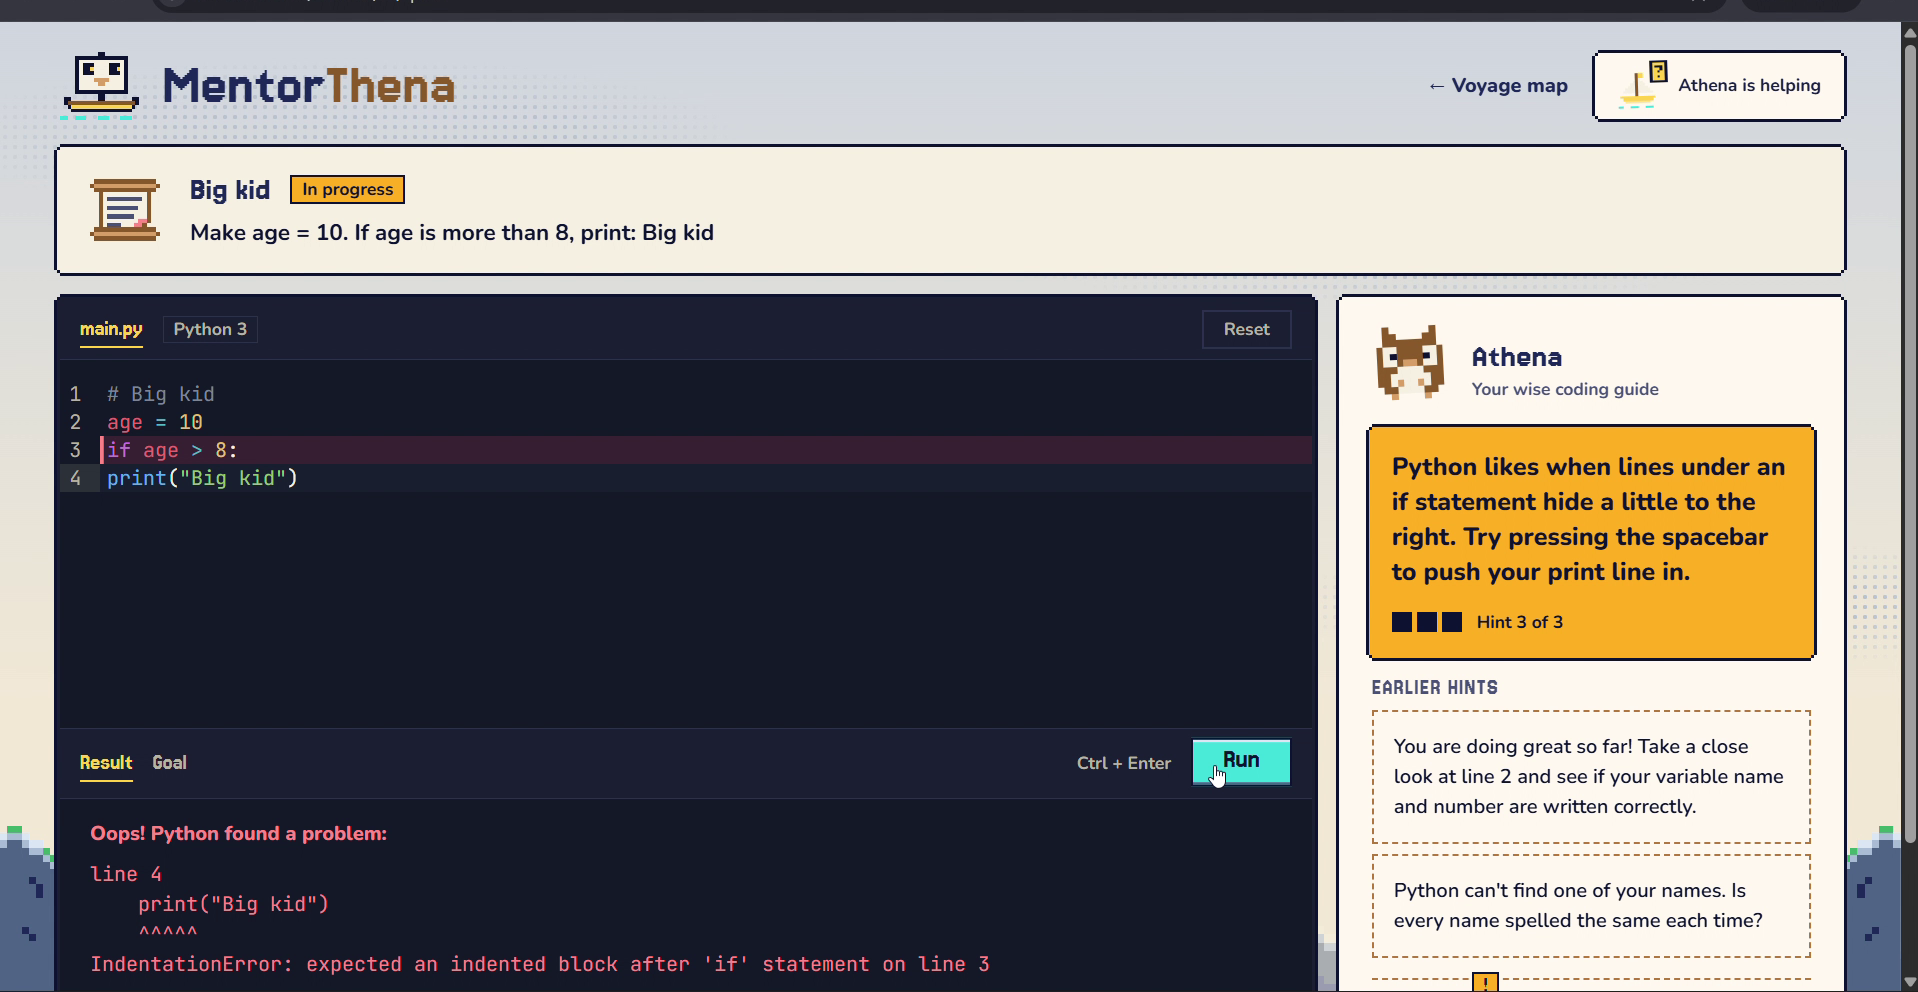 MentorThena
← Voyage map
Athena is helping
Big kid
In progress
Make age = 10. If age is more than 8, print: Big kid
main.py
Python 3
Reset
1 # Big kid
2 age = 10
3 if age > 8:
4 print("Big kid")
Result
Goal
Ctrl + Enter
Run
Oops! Python found a problem:
line 4
print("Big kid")
^^^^^
IndentationError: expected an indented block after 'if' statement on line 3
Athena
Your wise coding guide
Python likes when lines under an
if statement hide a little to the
right. Try pressing the spacebar
to push your print line in.
Hint 3 of 3
EARLIER HINTS
You are doing great so far! Take a close
look at line 2 and see if your variable name
and number are written correctly.
Python can't find one of your names. Is
every name spelled the same each time?